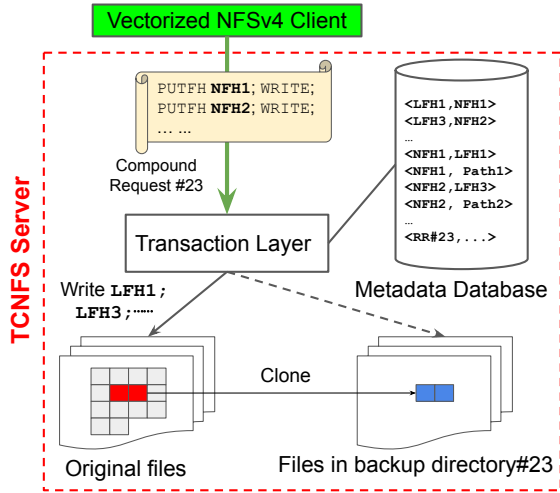 Vectorized NFSv4 Client
PUTFH NFH1; WRITE;
PUTFH NFH2; WRITE;
... ...
Compound
Request #23
<LFH1,NFH1>
<LFH3,NFH2>
…
<NFH1,LFH1>
<NFH1, Path1>
<NFH2,LFH3>
<NFH2, Path2>
…
<RR#23,...>
Metadata Database
Transaction Layer
TCNFS Server
Write LFH1;
LFH3;……
Clone
Original files
Files in backup directory#23